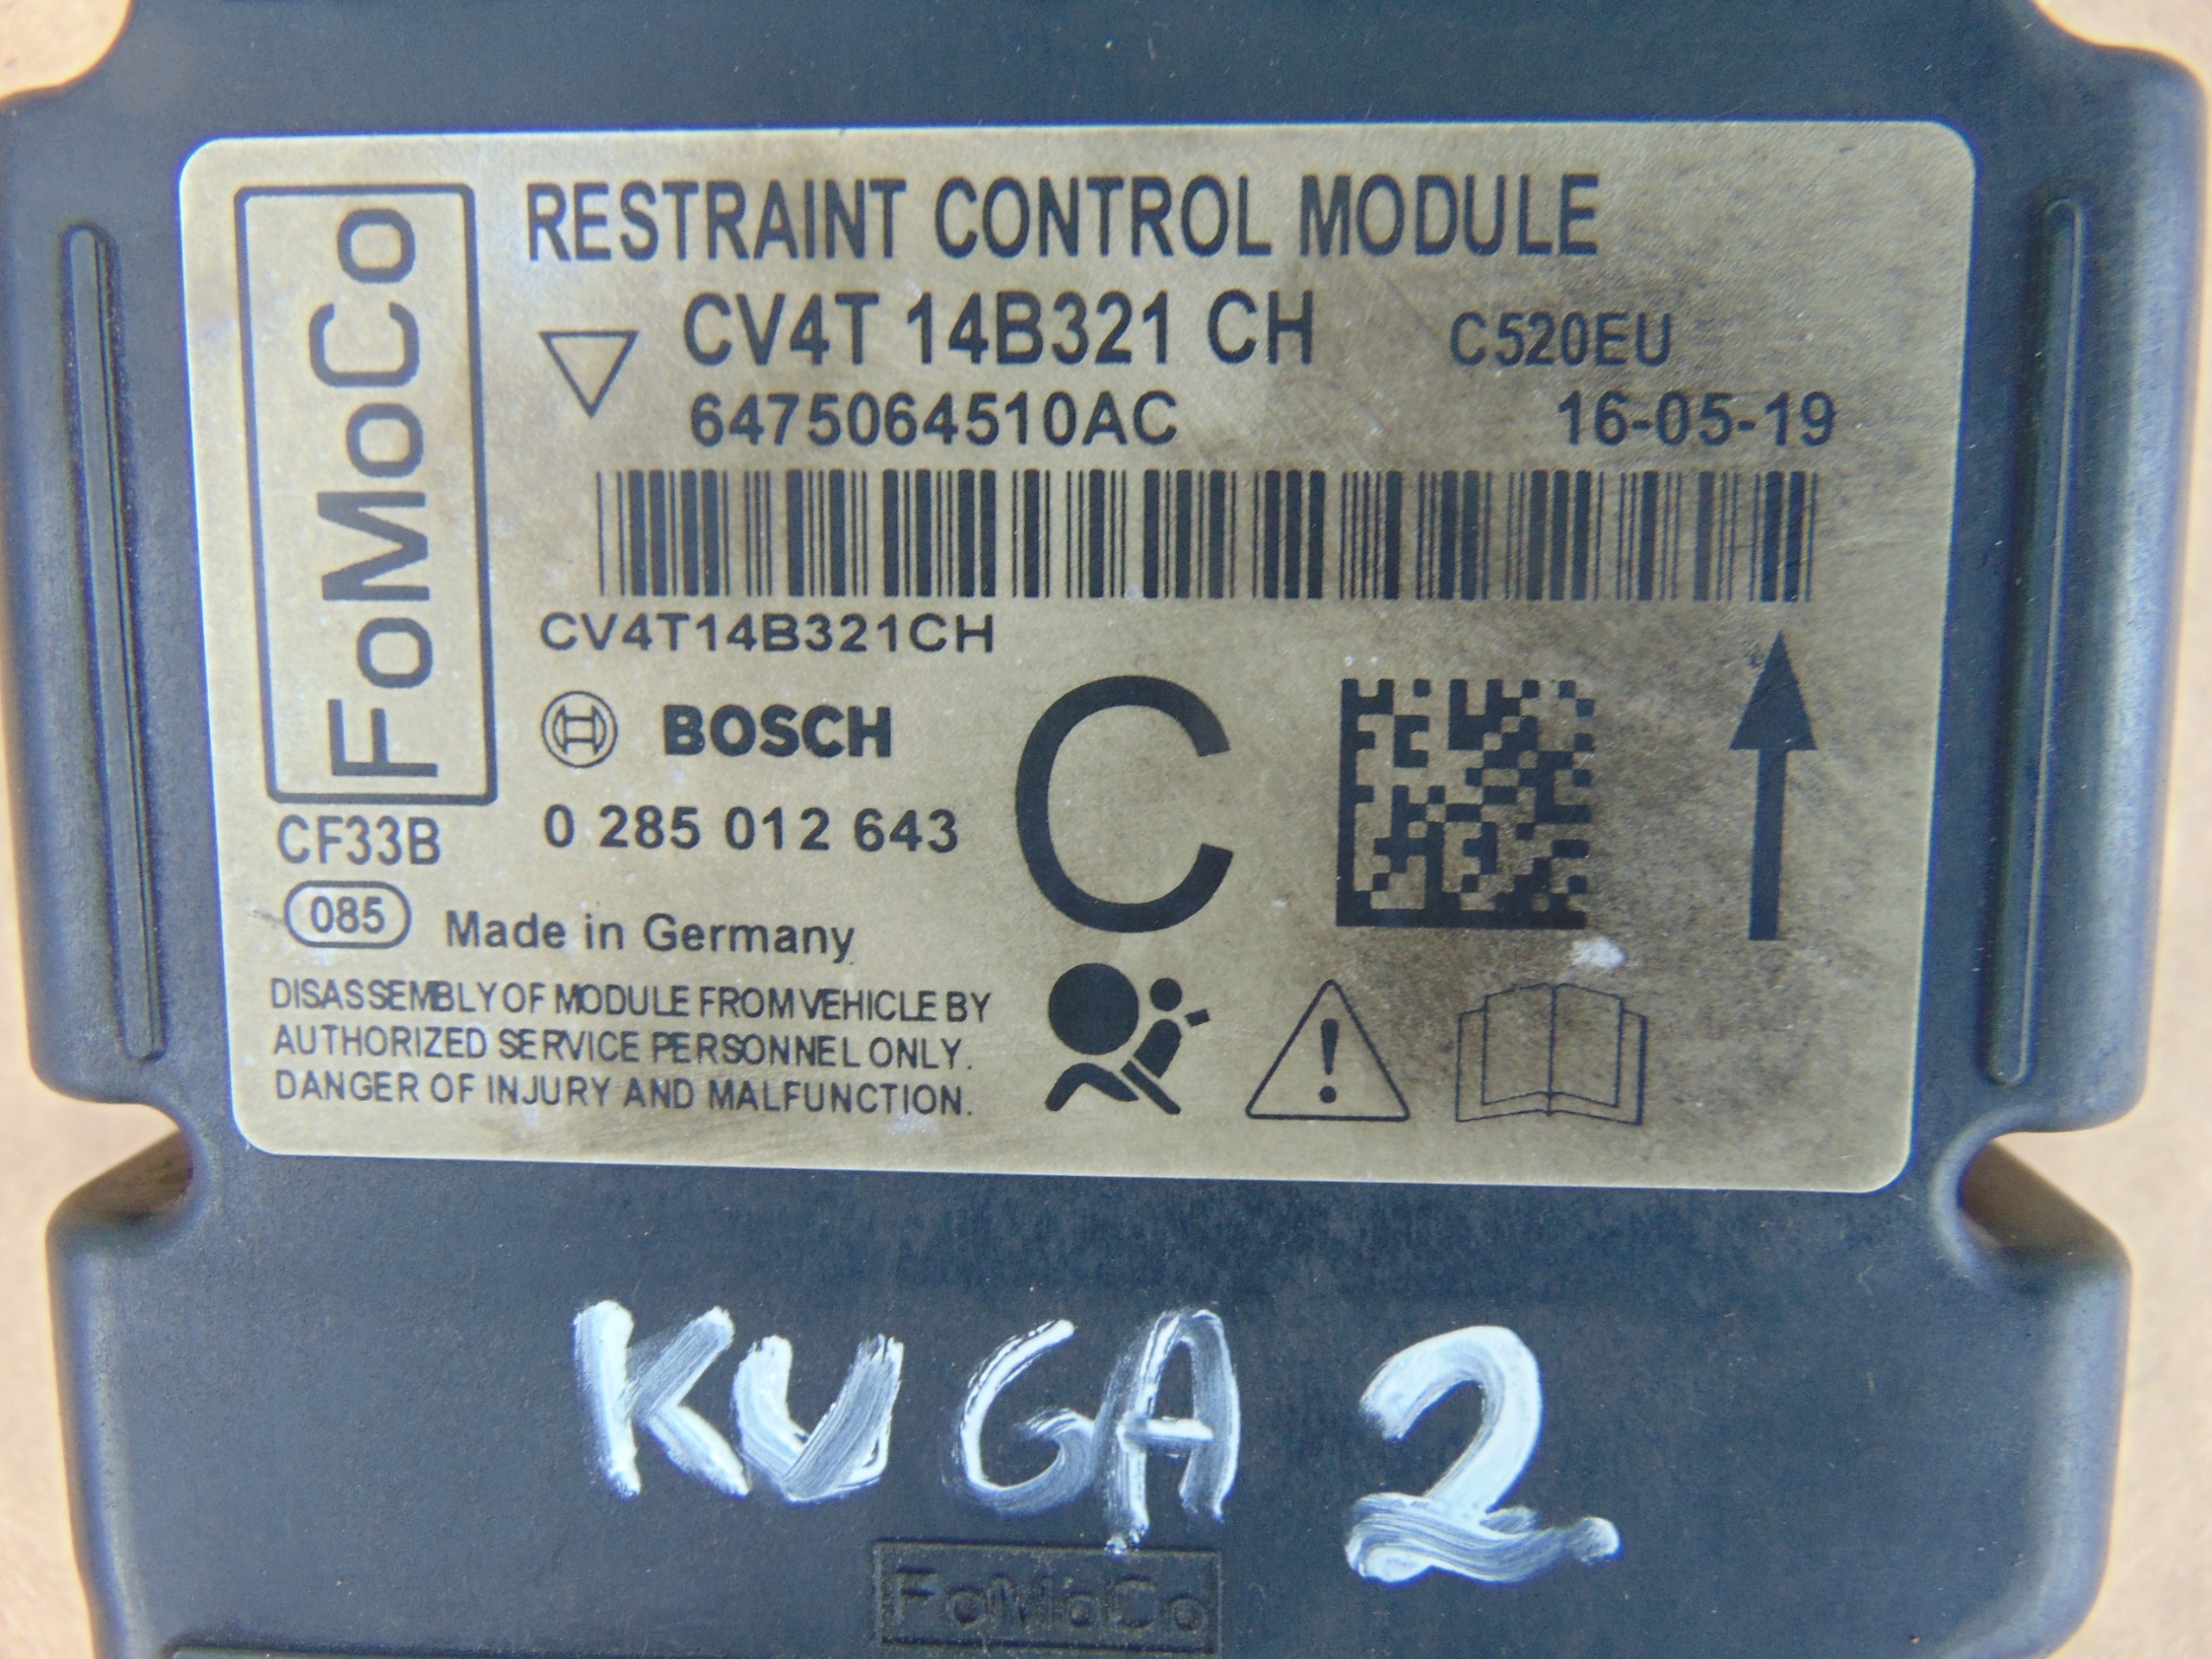 FoMoCo
RESTRAINT CONTROL MODULE
CV4T 14B321 CH C520EU
6475064510AC 16-05-19
CV4T14B321CH
BOSCH
C
0 285 012 643
CF33B
085 Made in Germany
DISASSEMBLY OF MODULE FROM VEHICLE BY
AUTHORIZED SERVICE PERSONNEL ONLY.
DANGER OF INJURY AND MALFUNCTION.
KUGA 2
FoMoCo